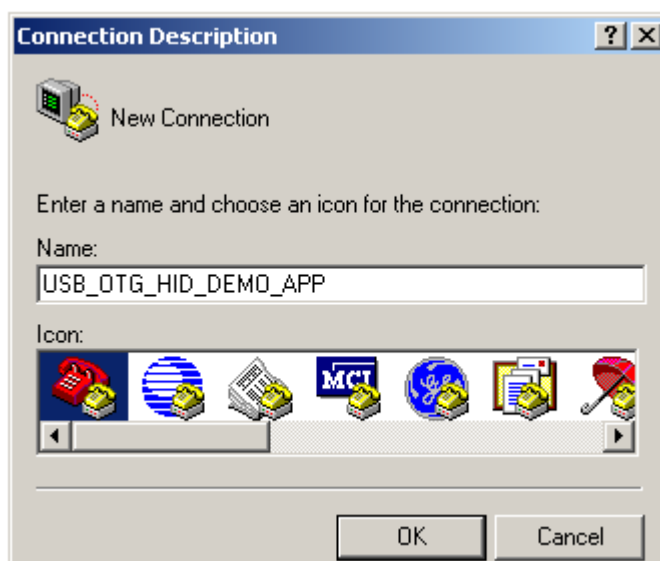 Connection Description
New Connection
Enter a name and choose an icon for the connection:
Name:
USB_OTG_HID_DEMO_APP
Icon:
MCI
OK Cancel